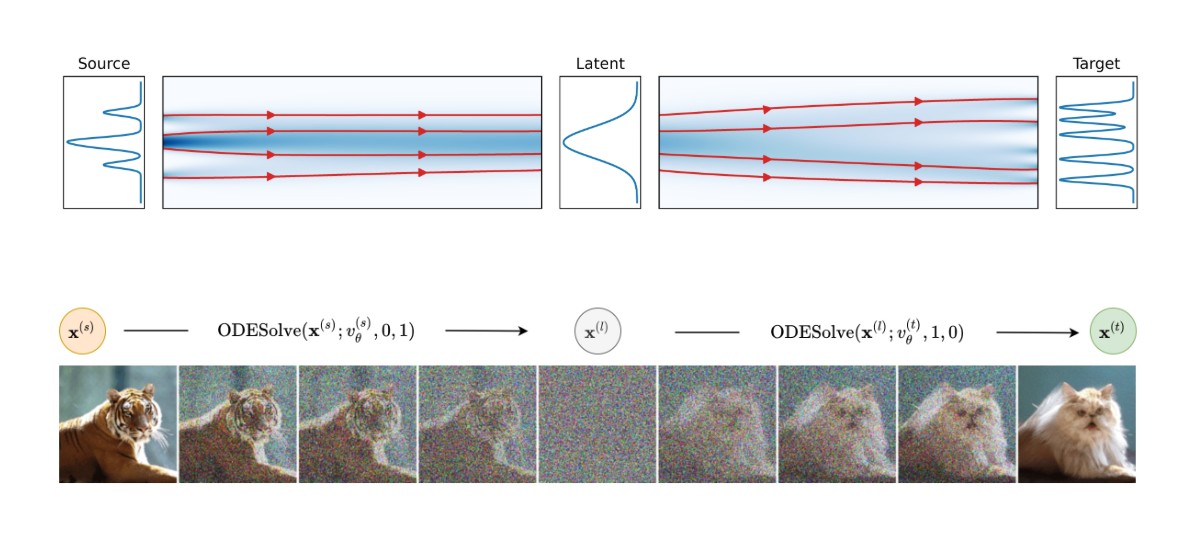 Source Latent Target
x^(s) ODESolve(x^(s); v_θ^(s), 0, 1) x^(l) ODESolve(x^(l); v_θ^(t), 1, 0) x^(t)